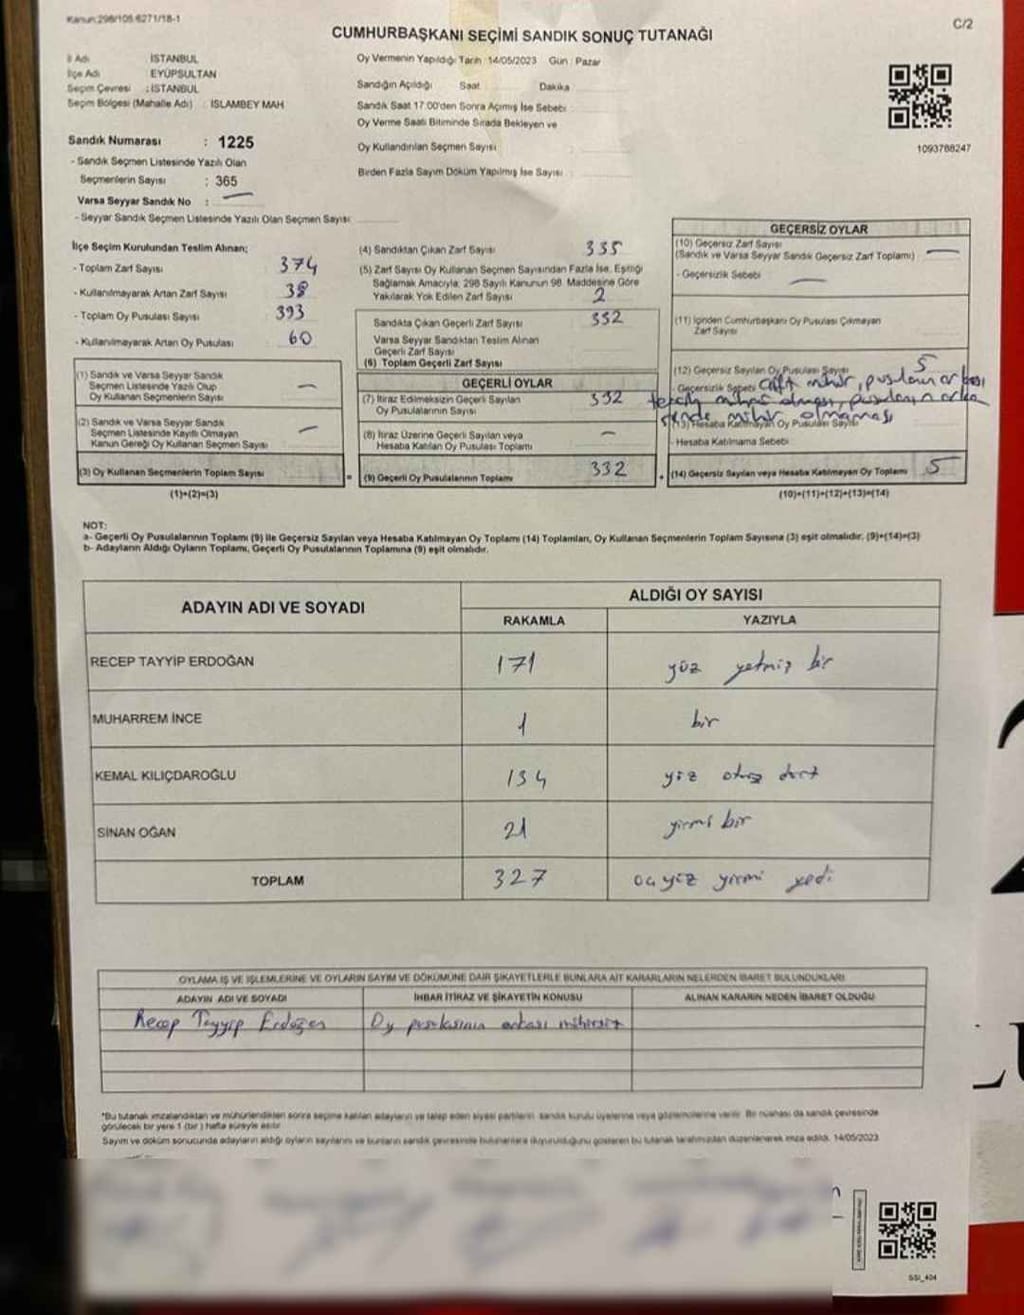 Kanun:298/105.6271/18-1
C/2
CUMHURBAŞKANI SEÇİMİ SANDIK SONUÇ TUTANAĞI
İl Adı İSTANBUL
İlçe Adı EYÜPSULTAN
Seçim Çevresi : İSTANBUL
Seçim Bölgesi (Mahalle Adı) : İSLAMBEY MAH
Sandık Numarası : 1225
- Sandık Seçmen Listesinde Yazılı Olan
Seçmenlerin Sayısı : 365
Varsa Seyyar Sandık No : —
- Seyyar Sandık Seçmen Listesinde Yazılı Olan Seçmen Sayısı
Oy Vermenin Yapıldığı Tarih : 14/05/2023 Gün : Pazar
Sandığın Açıldığı Saat Dakika
Sandık Saat 17.00'den Sonra Açılmış İse Sebebi
Oy Verme Saati Bitiminde Sırada Bekleyen ve
Oy Kullandırılan Seçmen Sayısı
Birden Fazla Sayım Döküm Yapılmış İse Sayısı
1093788247
İlçe Seçim Kurulundan Teslim Alınan;
- Toplam Zarf Sayısı 374
- Kullanılmayarak Artan Zarf Sayısı 38
- Toplam Oy Pusulası Sayısı 393
- Kullanılmayarak Artan Oy Pusulası 60
(1) Sandık ve Varsa Seyyar Sandık
Seçmen Listesinde Yazılı Olup
Oy Kullanan Seçmenlerin Sayısı —
(2) Sandık ve Varsa Seyyar Sandık
Seçmen Listesinde Kayıtlı Olmayan
Kanun Gereği Oy Kullanan Seçmen Sayısı —
(3) Oy Kullanan Seçmenlerin Toplam Sayısı
(1)+(2)=(3)
(4) Sandıktan Çıkan Zarf Sayısı 335
(5) Zarf Sayısı Oy Kullanan Seçmen Sayısından Fazla İse, Eşitliği
Sağlamak Amacıyla; 298 Sayılı Kanunun 98. Maddesine Göre
Yakılarak Yok Edilen Zarf Sayısı 2
Sandıkta Çıkan Geçerli Zarf Sayısı 332
Varsa Seyyar Sandıktan Teslim Alınan
Geçerli Zarf Sayısı
(6) Toplam Geçerli Zarf Sayısı
GEÇERLİ OYLAR
(7) İtiraz Edilmeksizin Geçerli Sayılan
Oy Pusulalarının Sayısı 332
(8) İtiraz Üzerine Geçerli Sayılan veya
Hesaba Katılan Oy Pusulası Toplamı —
(9) Geçerli Oy Pusulalarının Toplamı 332
GEÇERSİZ OYLAR
(10) Geçersiz Zarf Sayısı
(Sandık ve Varsa Seyyar Sandık Geçersiz Zarf Toplamı) —
- Geçersizlik Sebebi —
(11) İçinden Cumhurbaşkanı Oy Pusulası Çıkmayan
Zarf Sayısı
(12) Geçersiz Sayılan Oy Pusulası Sayısı 5
- Geçersizlik Sebebi çift mühür, pusulanın arkası
tercih mührü olması, pusulanın arka
sında mühür olmaması
(13) Hesaba Katılmayan Oy Pusulası Sayısı
- Hesaba Katılmama Sebebi
(14) Geçersiz Sayılan veya Hesaba Katılmayan Oy Toplamı 5
(10)+(11)+(12)+(13)=(14)
NOT:
a- Geçerli Oy Pusulalarının Toplamı (9) ile Geçersiz Sayılan veya Hesaba Katılmayan Oy Toplamı (14) Toplamları, Oy Kullanan Seçmenlerin Toplam Sayısına (3) eşit olmalıdır. (9)+(14)=(3)
b- Adayların Aldığı Oyların Toplamı, Geçerli Oy Pusulalarının Toplamına (9) eşit olmalıdır.
ADAYIN ADI VE SOYADI ALDIĞI OY SAYISI
RAKAMLA YAZIYLA
RECEP TAYYİP ERDOĞAN 171 yüz yetmiş bir
MUHARREM İNCE 1 bir
KEMAL KILIÇDAROĞLU 134 yüz otuz dört
SİNAN OĞAN 21 yirmi bir
TOPLAM 327 üç yüz yirmi yedi
OYLAMA İŞ VE İŞLEMLERİNE VE OYLARIN SAYIM VE DÖKÜMÜNE DAİR ŞİKAYETLERLE BUNLARA AİT KARARLARIN NELERDEN İBARET BULUNDUKLARI
ADAYIN ADI VE SOYADI İHBAR İTİRAZ VE ŞİKAYETİN KONUSU ALINAN KARARIN NEDEN İBARET OLDUĞU
Recep Tayyip Erdoğan Oy pusulasının arkası mühürsüz
*Bu tutanak imzalandıktan ve mühürlendikten sonra seçime katılan adayların ve talep eden siyasi partilerin sandık kurulu üyelerine veya gözlemcilerine verilir. Bir nüshası da sandık çevresinde
görülecek bir yere 1 (bir) hafta süreyle asılır.
Sayım ve döküm sonucunda adayların aldığı oyların sayılarını ve bunların sandık çevresinde bulunanlara duyurulduğunu gösteren bu tutanak tarafımızdan düzenlenerek imza edildi. 14/05/2023
SSI_404